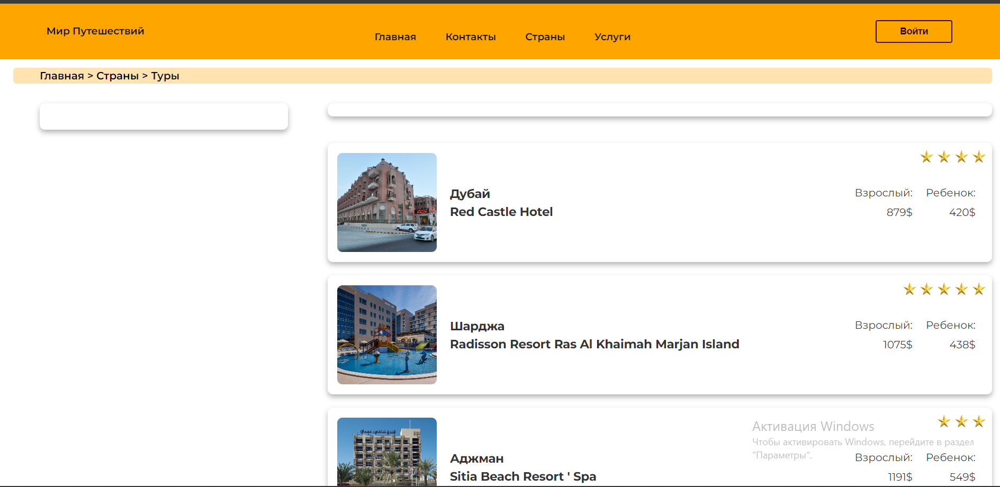 Мир Путешествий
Главная Контакты Страны Услуги
Войти
Главная > Страны > Туры
Дубай
Red Castle Hotel
Взрослый: Ребенок:
879$ 420$
Шарджа
Radisson Resort Ras Al Khaimah Marjan Island
Взрослый: Ребенок:
1075$ 438$
Аджман
Sitia Beach Resort ' Spa
Взрослый: Ребенок:
1191$ 549$
Активация Windows
Чтобы активировать Windows, перейдите в раздел
"Параметры".